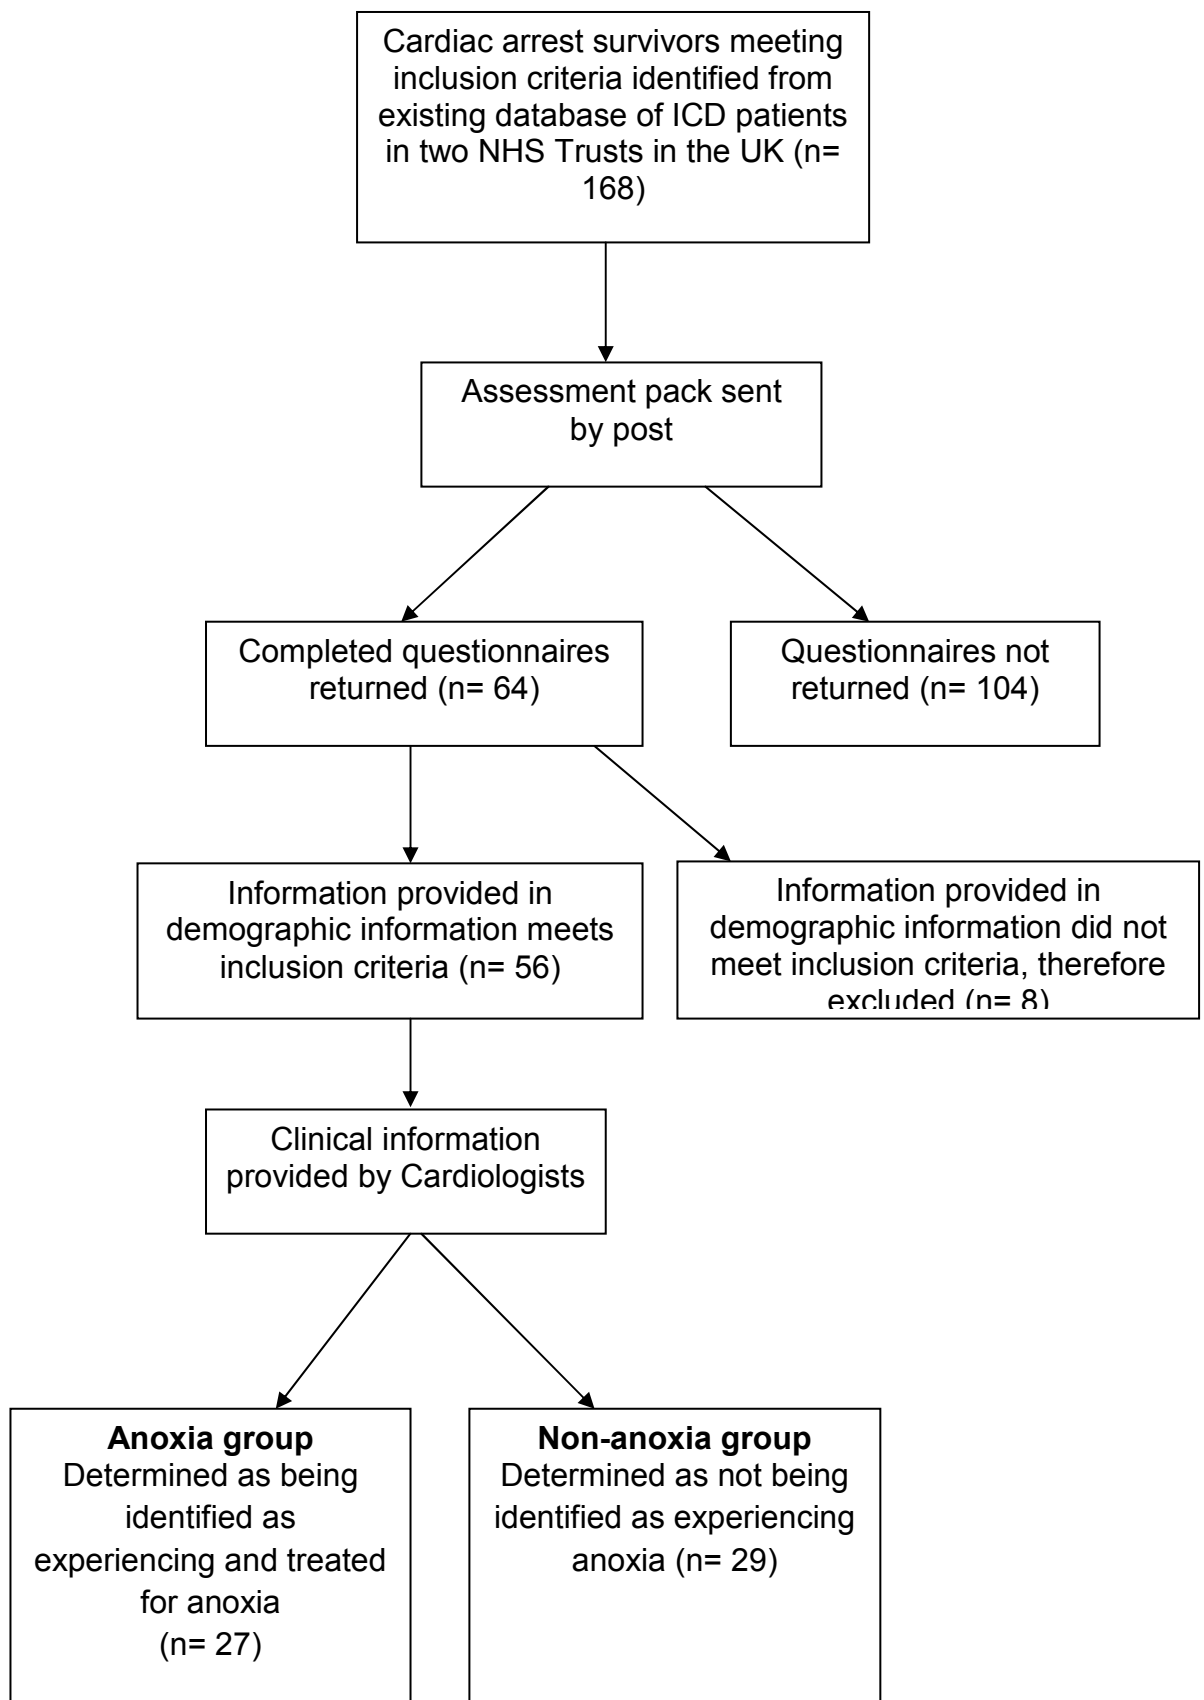 Cardiac arrest survivors meeting
inclusion criteria identified from
existing database of ICD patients
in two NHS Trusts in the UK (n=
168)
Assessment pack sent
by post
Completed questionnaires
returned (n= 64)
Questionnaires not
returned (n= 104)
Information provided in
demographic information meets
inclusion criteria (n= 56)
Information provided in
demographic information did not
meet inclusion criteria, therefore
excluded (n= 8)
Clinical information
provided by Cardiologists
Anoxia group
Determined as being
identified as
experiencing and treated
for anoxia
(n= 27)
Non-anoxia group
Determined as not being
identified as experiencing
anoxia (n= 29)